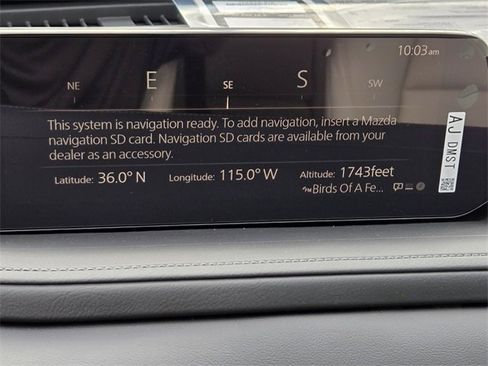 10:03 am
NE E SE S SW
This system is navigation ready. To add navigation, insert a Mazda
navigation SD card. Navigation SD cards are available from your
dealer as an accessory.
Latitude: 36.0° N Longitude: 115.0° W Altitude: 1743feet
Birds Of A Fe...
AJ DMST